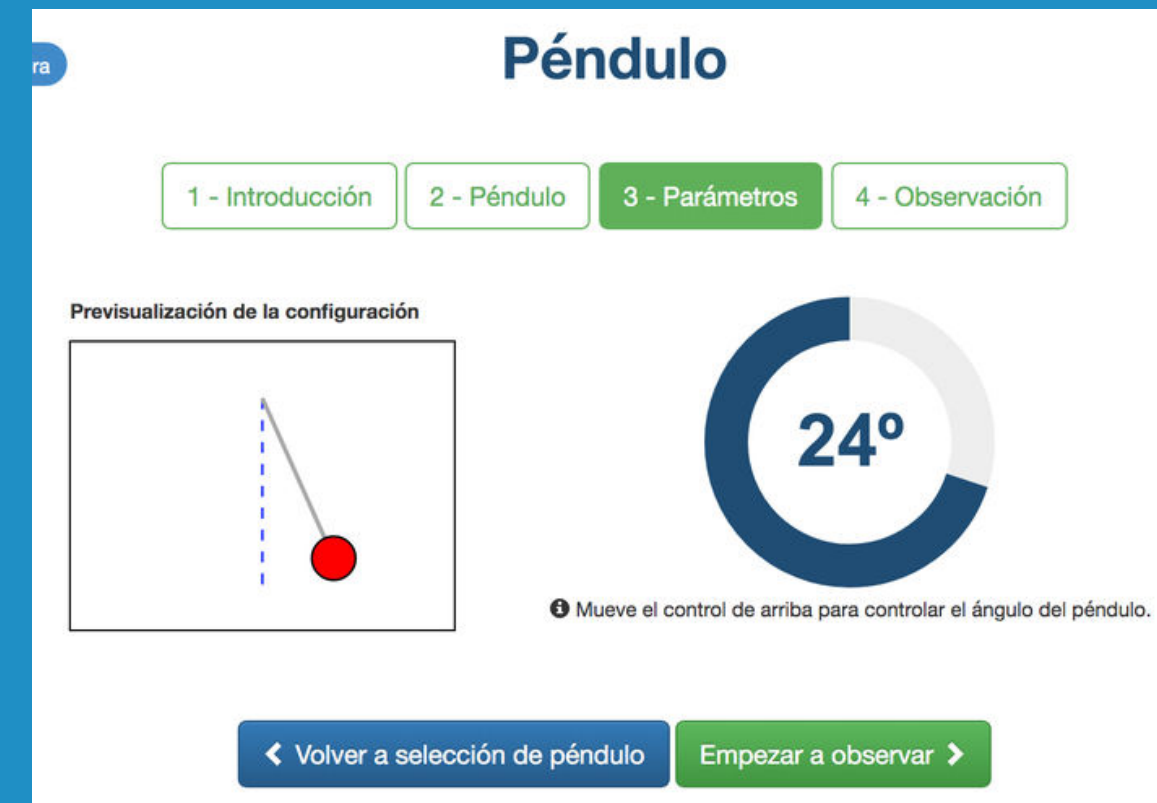 ra
Péndulo
1 - Introducción
2 - Péndulo
3 - Parámetros
4 - Observación
Previsualización de la configuración
24º
Mueve el control de arriba para controlar el ángulo del péndulo.
Volver a selección de péndulo
Empezar a observar